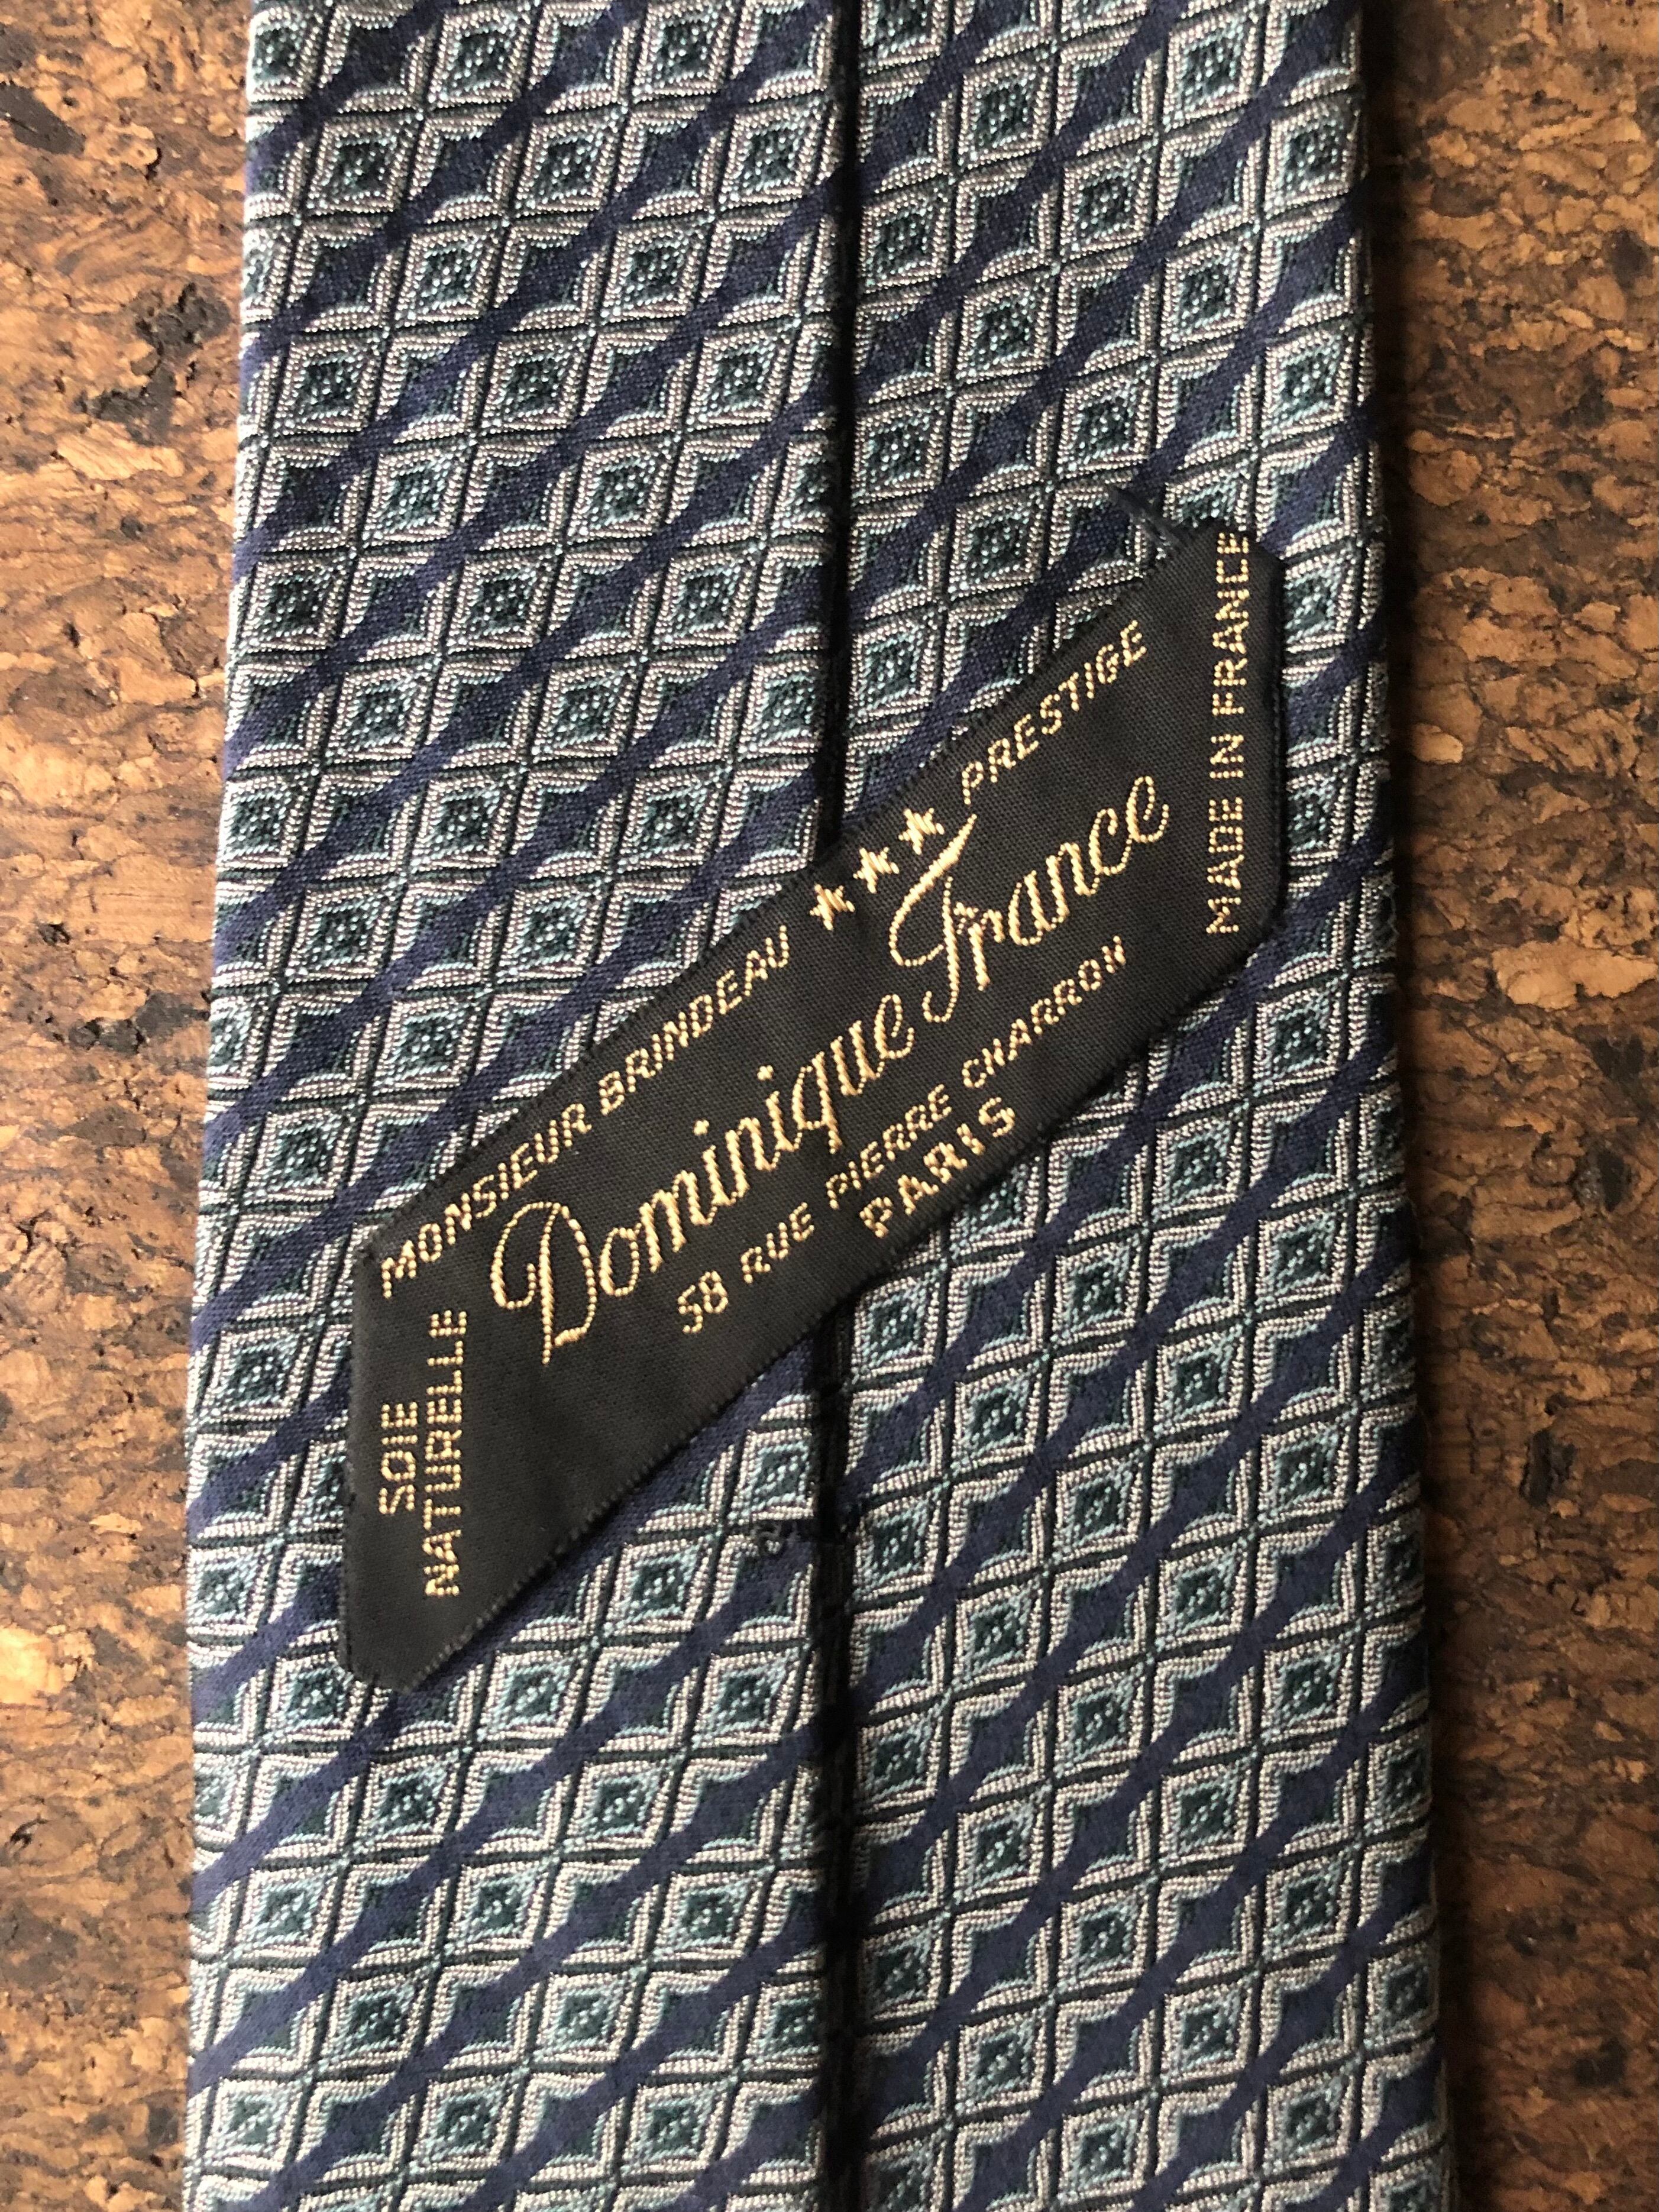 MONSIEUR BRINDEAU ★★★ PRESTIGE
Dominique France
58 RUE PIERRE CHARRON
PARIS
SOIE
NATURELLE
MADE IN FRANCE